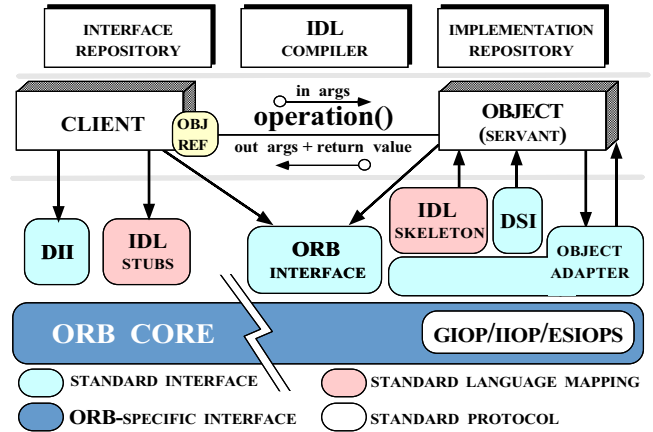 INTERFACE
REPOSITORY
IDL
COMPILER
IMPLEMENTATION
REPOSITORY
CLIENT
OBJ
REF
in args
operation()
out args + return value
OBJECT
(SERVANT)
DII
IDL
STUBS
ORB
INTERFACE
IDL
SKELETON
DSI
OBJECT
ADAPTER
ORB CORE
GIOP/IIOP/ESIOPS
STANDARD INTERFACE
STANDARD LANGUAGE MAPPING
ORB-SPECIFIC INTERFACE
STANDARD PROTOCOL